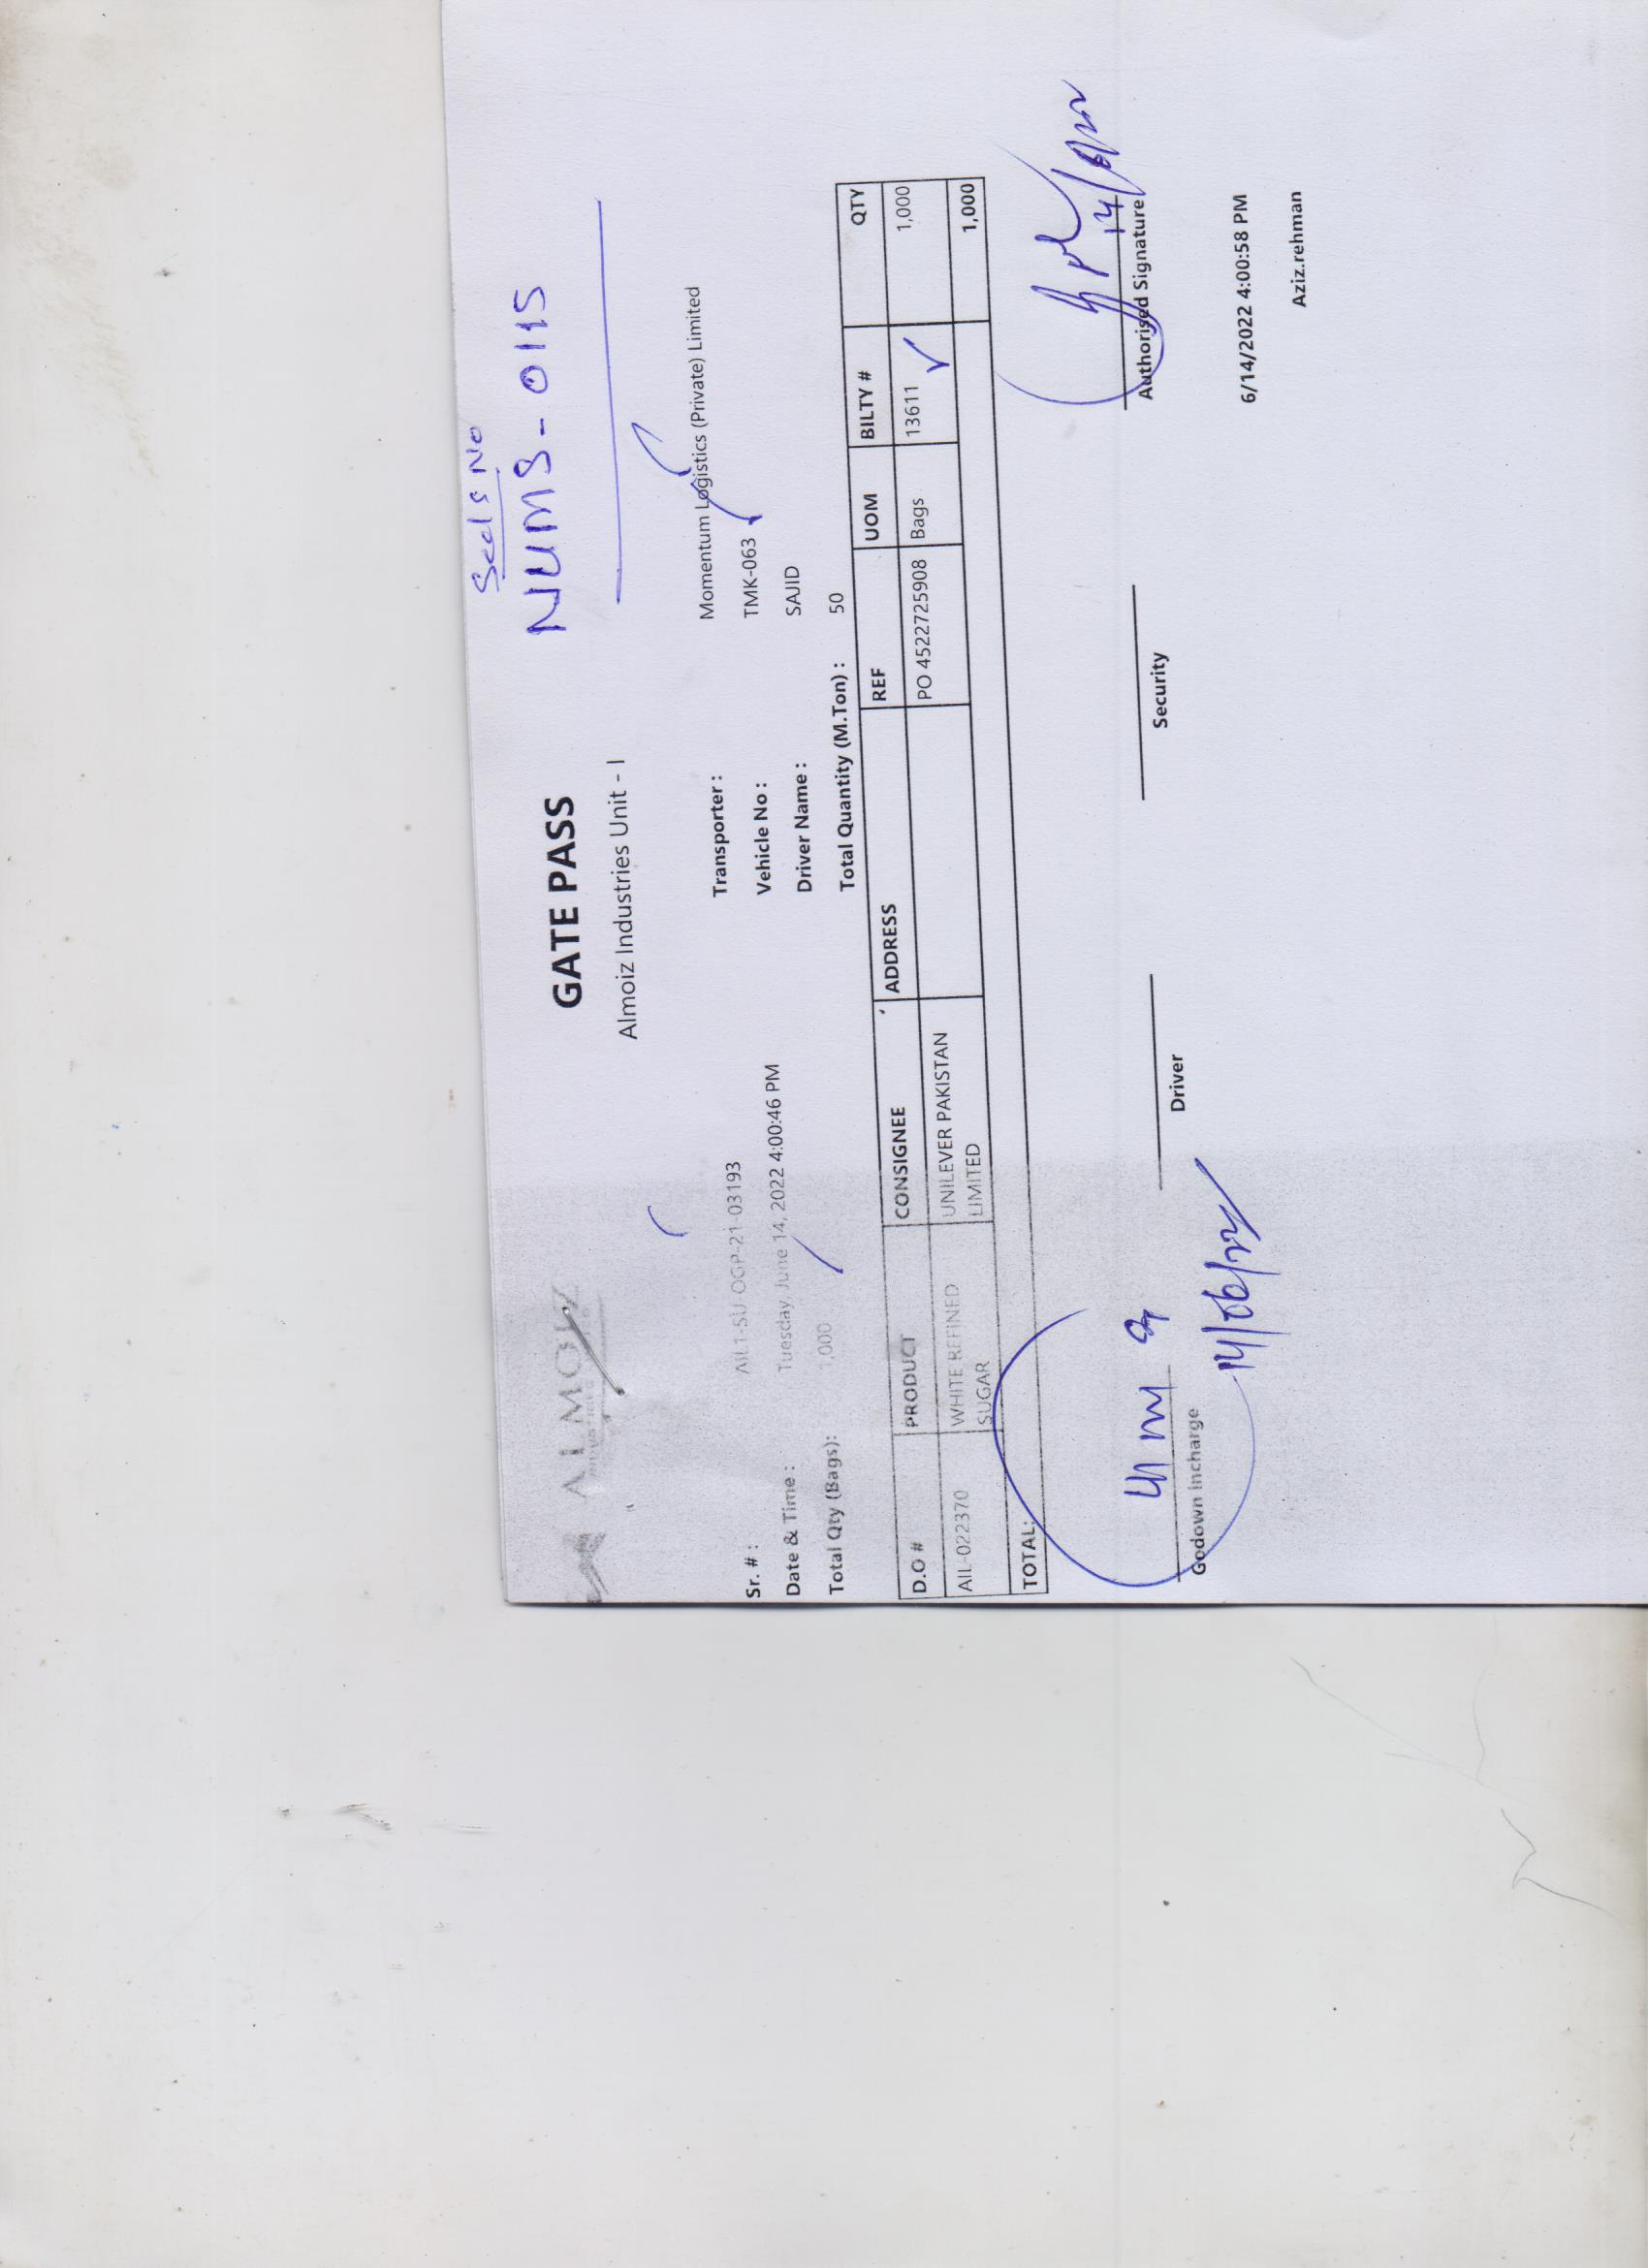 Seel s No
NUMS-0115
ALMOIZ
GATE PASS
Almoiz Industries Unit - I
Sr. # : AIL1-SU-OGP-21-03193 Transporter : Momentum Logistics (Private) Limited
Date & Time : Tuesday June 14, 2022 4:00:46 PM Vehicle No : TMK-063
Total Qty (Bags): 1,000 Driver Name : SAJID
Total Quantity (M.Ton) : 50
D.O # PRODUCT CONSIGNEE ADDRESS REF UOM BILTY # QTY
AIL-022370 WHITE REFINED UNILEVER PAKISTAN PO 4522725908 Bags 13611 1,000
SUGAR LIMITED
TOTAL: 1,000
Godown Incharge Driver Security Authorised Signature
14/06/22
6/14/2022 4:00:58 PM
Aziz.rehman